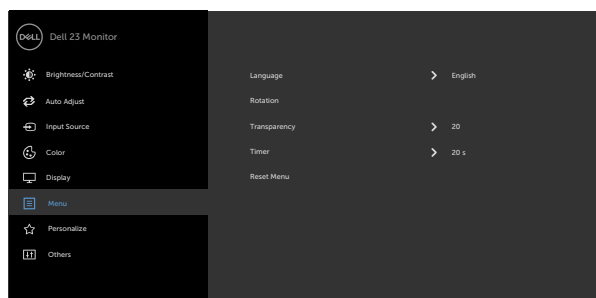 DELL Dell 23 Monitor
Brightness/Contrast
Auto Adjust
Input Source
Color
Display
Menu
Personalize
Others
Language English
Rotation
Transparency 20
Timer 20 s
Reset Menu